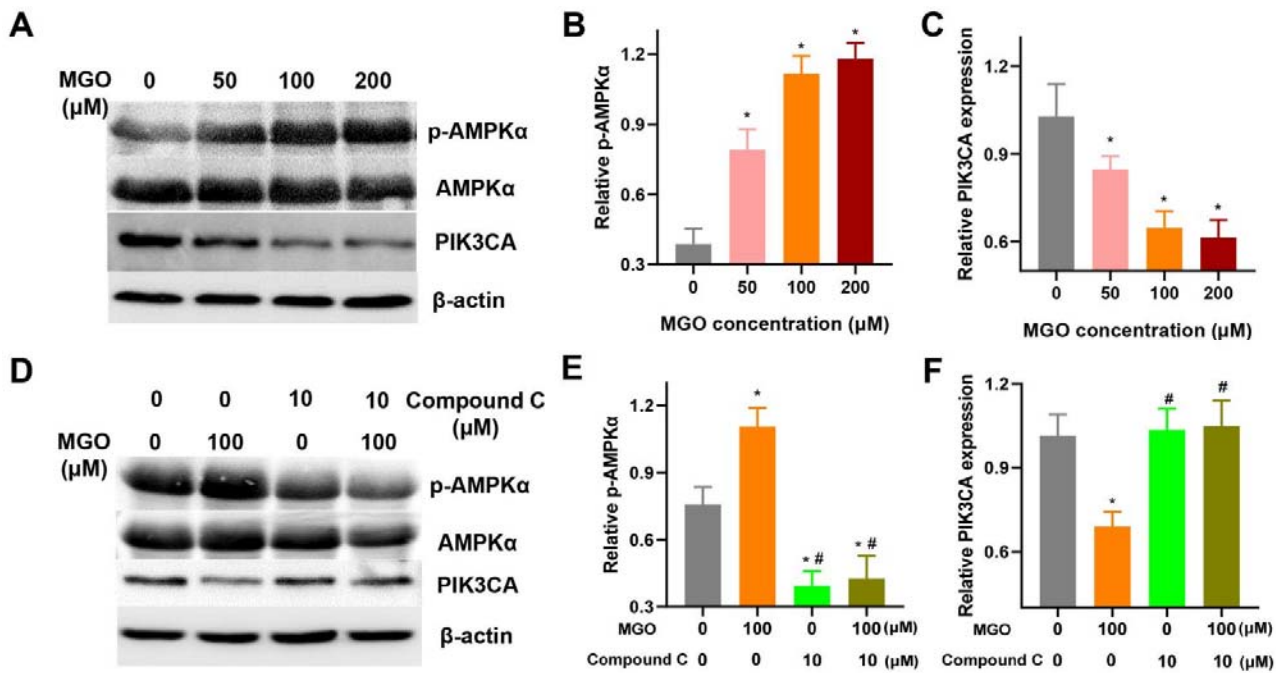 A
MGO 0 50 100 200
(μM)
p-AMPKα
AMPKα
PIK3CA
β-actin
B
Relative p-AMPKα
1.2
0.9
0.6
0.3
* * *
0 50 100 200
MGO concentration (μM)
C
Relative PIK3CA expression
1.2
0.9
0.6
* * *
0 50 100 200
MGO concentration (μM)
D
0 0 10 10 Compound C
(μM)
MGO 0 100 0 100
(μM)
p-AMPKα
AMPKα
PIK3CA
β-actin
E
Relative p-AMPKα
1.2
0.9
0.6
0.3
* * # * #
MGO 0 100 0 100 (μM)
Compound C 0 0 10 10 (μM)
F
Relative PIK3CA expression
1.2
0.9
0.6
* # #
MGO 0 100 0 100 (μM)
Compound C 0 0 10 10 (μM)